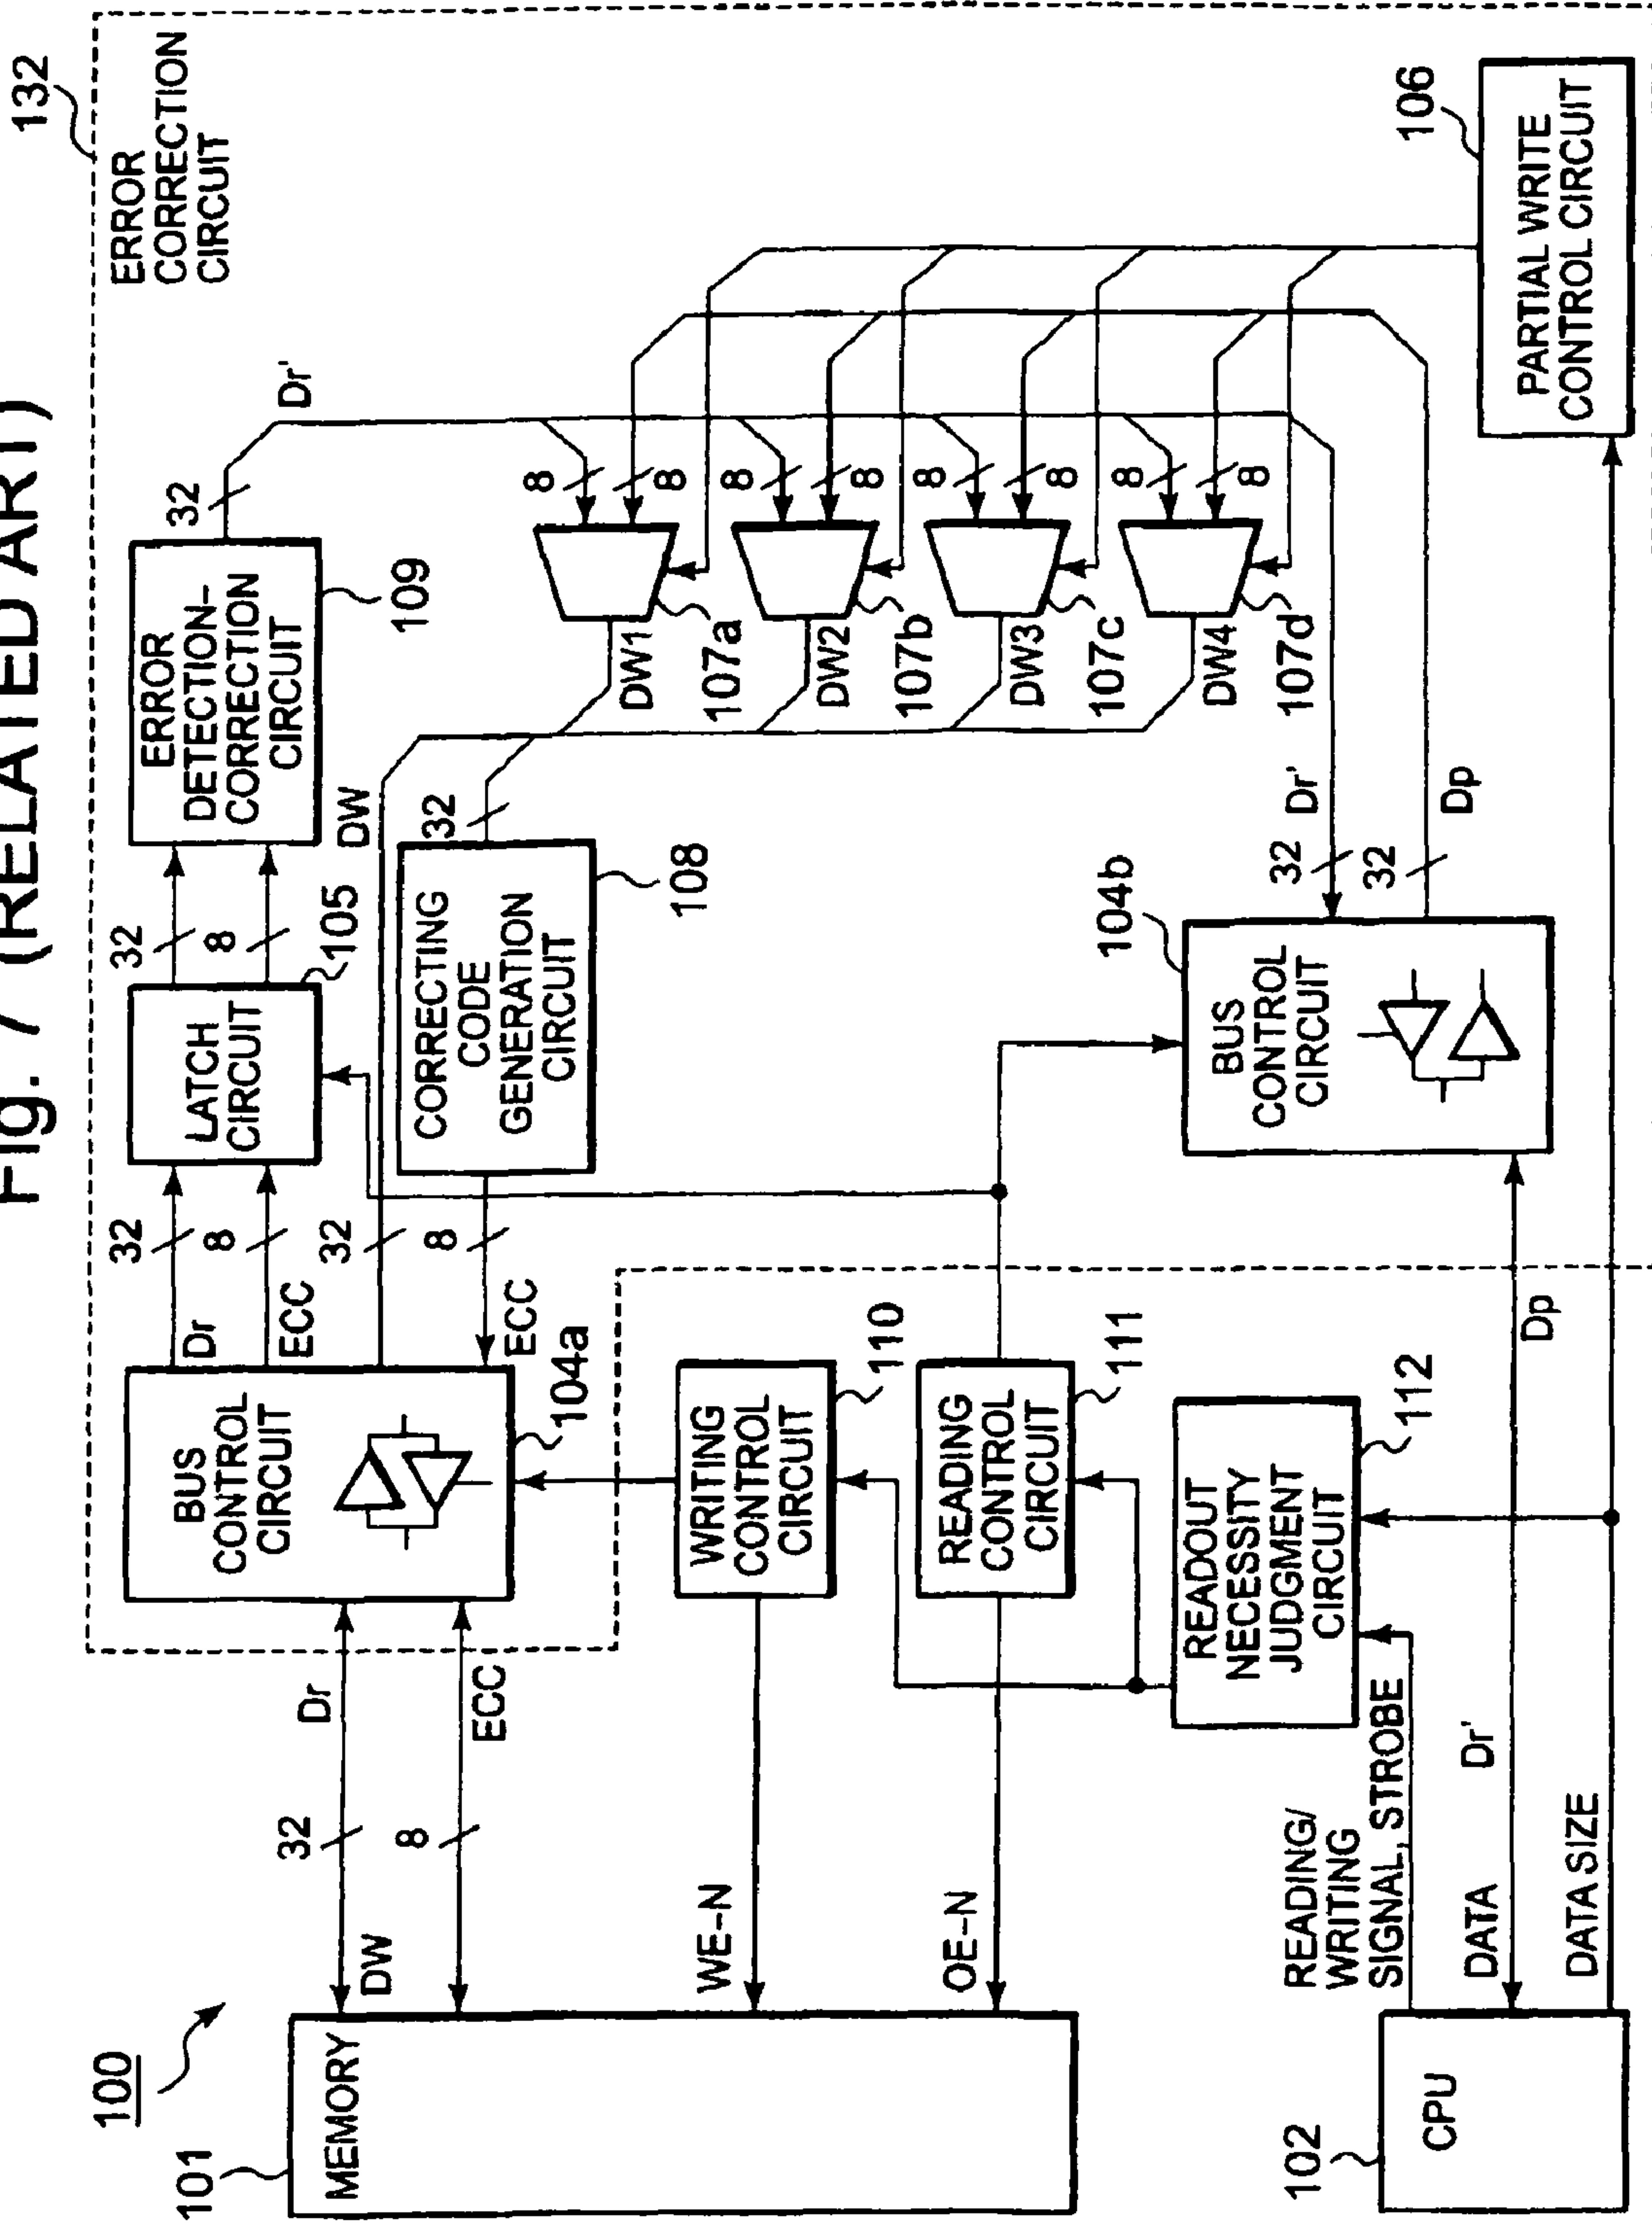 Fig. 7 (RELATED ART)
100
132
ERROR
CORRECTION
CIRCUIT
101
MEMORY
32
Dr
DW
8
ECC
BUS
CONTROL
CIRCUIT
104a
32
Dr
8
ECC
32
DW
8
ECC
LATCH
CIRCUIT
105
32
8
ERROR
DETECTION-
CORRECTION
CIRCUIT
109
32
Dr'
CORRECTING
CODE
GENERATION
CIRCUIT
108
32
8
8
DW1
107a
8
8
DW2
107b
8
8
DW3
107c
8
8
DW4
107d
WE-N
WRITING
CONTROL
CIRCUIT
110
OE-N
READING
CONTROL
CIRCUIT
111
READOUT
NECESSITY
JUDGMENT
CIRCUIT
112
BUS
CONTROL
CIRCUIT
104b
32
Dr'
32
Dp
102
CPU
READING/
WRITING
SIGNAL, STROBE
DATA
Dr'
Dp
DATA SIZE
PARTIAL WRITE
CONTROL CIRCUIT
106